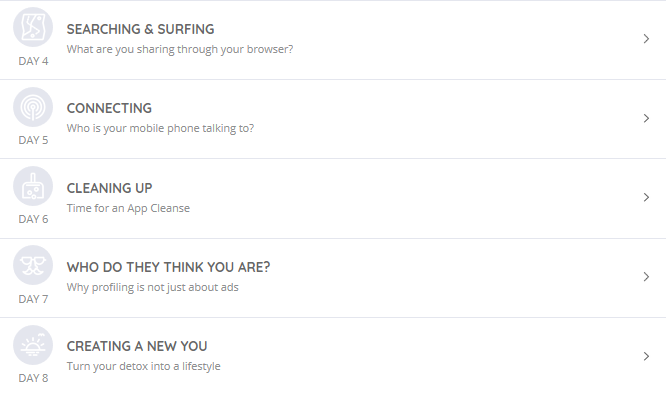 SEARCHING & SURFING
What are you sharing through your browser?
DAY 4
CONNECTING
Who is your mobile phone talking to?
DAY 5
CLEANING UP
Time for an App Cleanse
DAY 6
WHO DO THEY THINK YOU ARE?
Why profiling is not just about ads
DAY 7
CREATING A NEW YOU
Turn your detox into a lifestyle
DAY 8